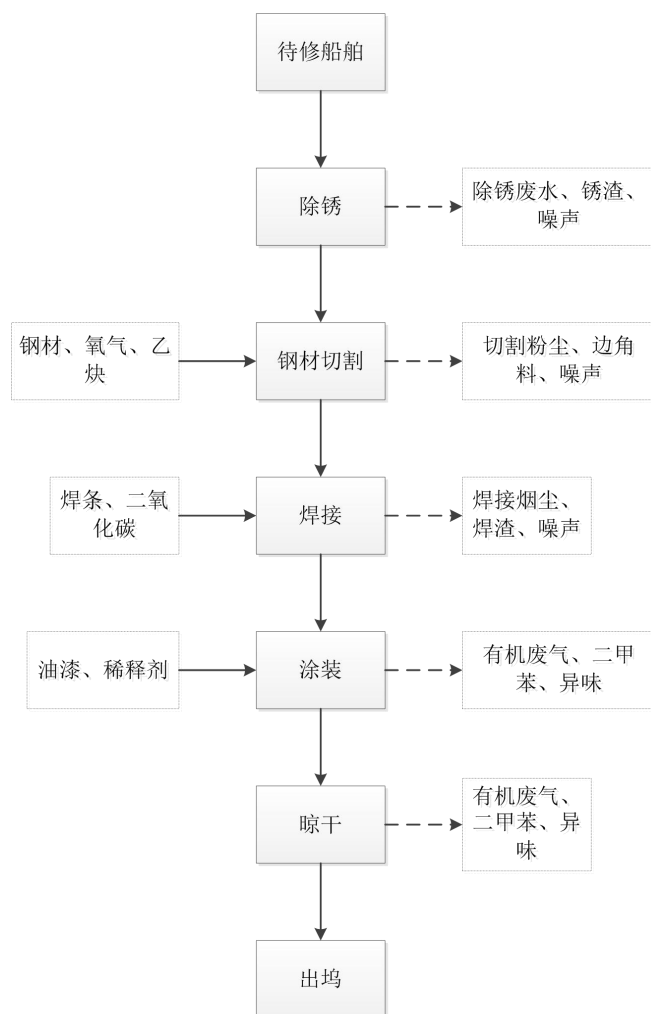 待修船舶
除锈
除锈废水、锈渣、
噪声
钢材、氧气、乙
炔
钢材切割
切割粉尘、边角
料、噪声
焊条、二氧
化碳
焊接
焊接烟尘、
焊渣、噪声
油漆、稀释剂
涂装
有机废气、二甲
苯、异味
晾干
有机废气、
二甲苯、异
味
出坞